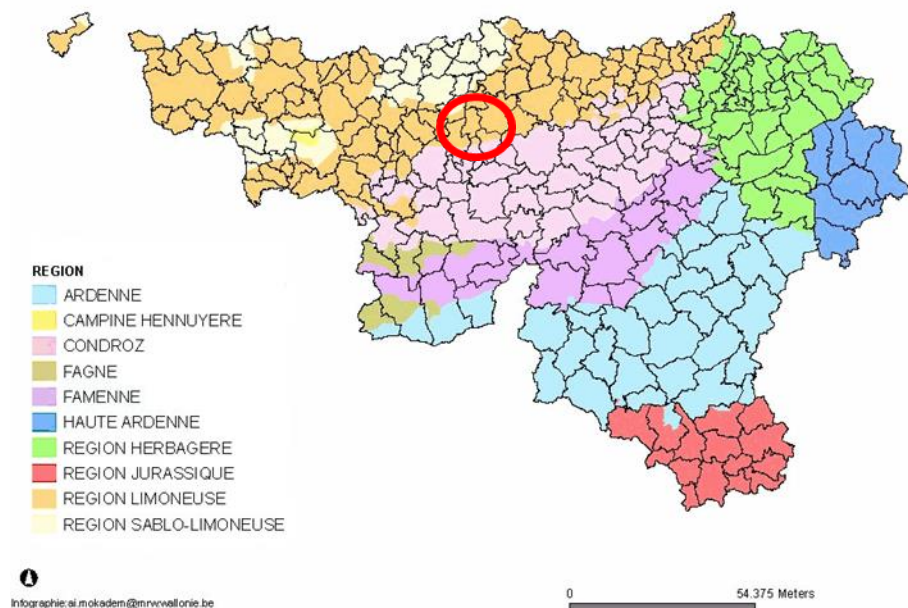 REGION
ARDENNE
CAMPINE HENNUYERE
CONDROZ
FAGNE
FAMENNE
HAUTE ARDENNE
REGION HERBAGERE
REGION JURASSIQUE
REGION LIMONEUSE
REGION SABLO-LIMONEUSE
Infographie:ai.mokadem@mrw.wallonie.be
0 54.375 Meters